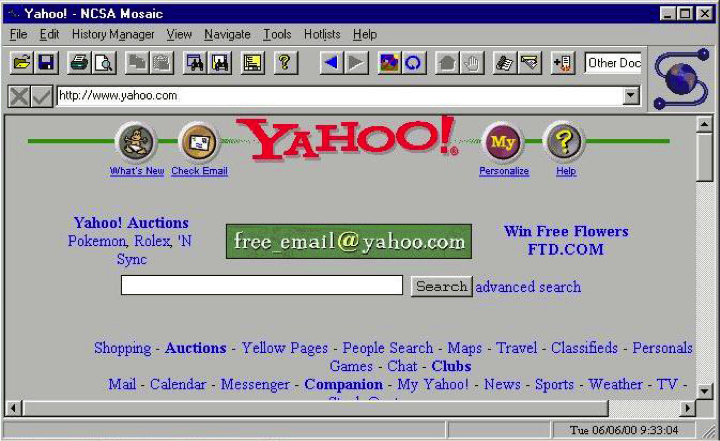 Yahoo! - NCSA Mosaic
File Edit History Manager View Navigate Tools Hotlists Help
Other Doc
http://www.yahoo.com
YAHOO!
My
?
What's New Check Email Personalize Help
Yahoo! Auctions
Pokemon, Rolex, 'N
Sync
free_email@yahoo.com
Win Free Flowers
FTD.COM
Search advanced search
Shopping - Auctions - Yellow Pages - People Search - Maps - Travel - Classifieds - Personals
Games - Chat - Clubs
Mail - Calendar - Messenger - Companion - My Yahoo! - News - Sports - Weather - TV -
Tue 06/06/00 9:33:04